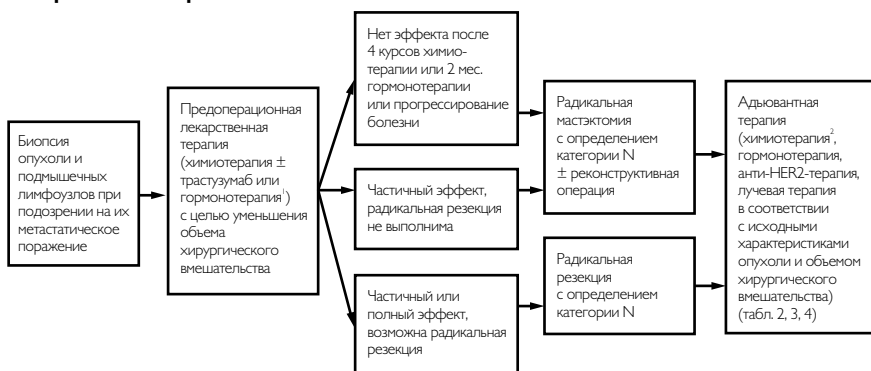 Биопсия
опухоли и
подмышечных
лимфоузлов при
подозрении на их
метастатическое
поражение
Предоперационная
лекарственная
терапия
(химиотерапия ±
трастузумаб или
гормонотерапия¹)
с целью уменьшения
объема
хирургического
вмешательства
Нет эффекта после
4 курсов химио-
терапии или 2 мес.
гормонотерапии
или прогрессирование
болезни
Частичный эффект,
радикальная резекция
не выполнима
Частичный или
полный эффект,
возможна радикальная
резекция
Радикальная
мастэктомия
с определением
категории N
± реконструктивная
операция
Радикальная
резекция
с определением
категории N
Адьювантная
терапия
(химиотерапия²,
гормонотерапия,
анти-HER2-терапия,
лучевая терапия
в соответствии
с исходными
характеристиками
опухоли и объемом
хирургического
вмешательства)
(табл. 2, 3, 4)